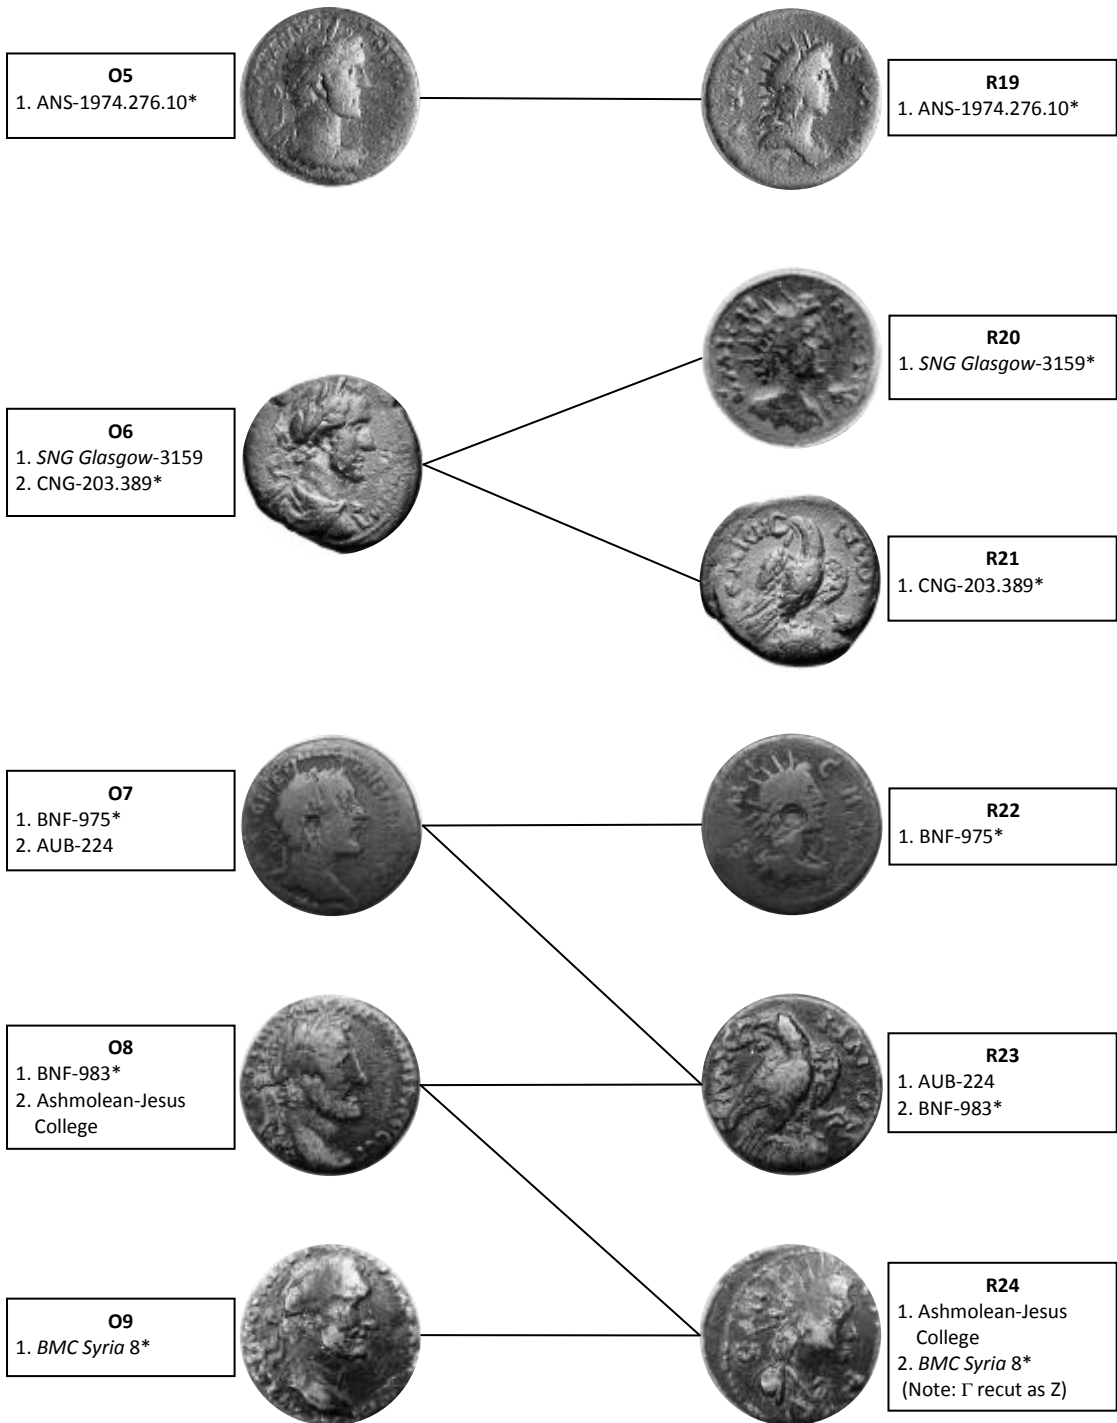 O5
1. ANS-1974.276.10*
R19
1. ANS-1974.276.10*
R20
1. SNG Glasgow-3159*
O6
1. SNG Glasgow-3159
2. CNG-203.389*
R21
1. CNG-203.389*
O7
1. BNF-975*
2. AUB-224
R22
1. BNF-975*
O8
1. BNF-983*
2. Ashmolean-Jesus
College
R23
1. AUB-224
2. BNF-983*
O9
1. BMC Syria 8*
R24
1. Ashmolean-Jesus
College
2. BMC Syria 8*
(Note: Γ recut as Z)